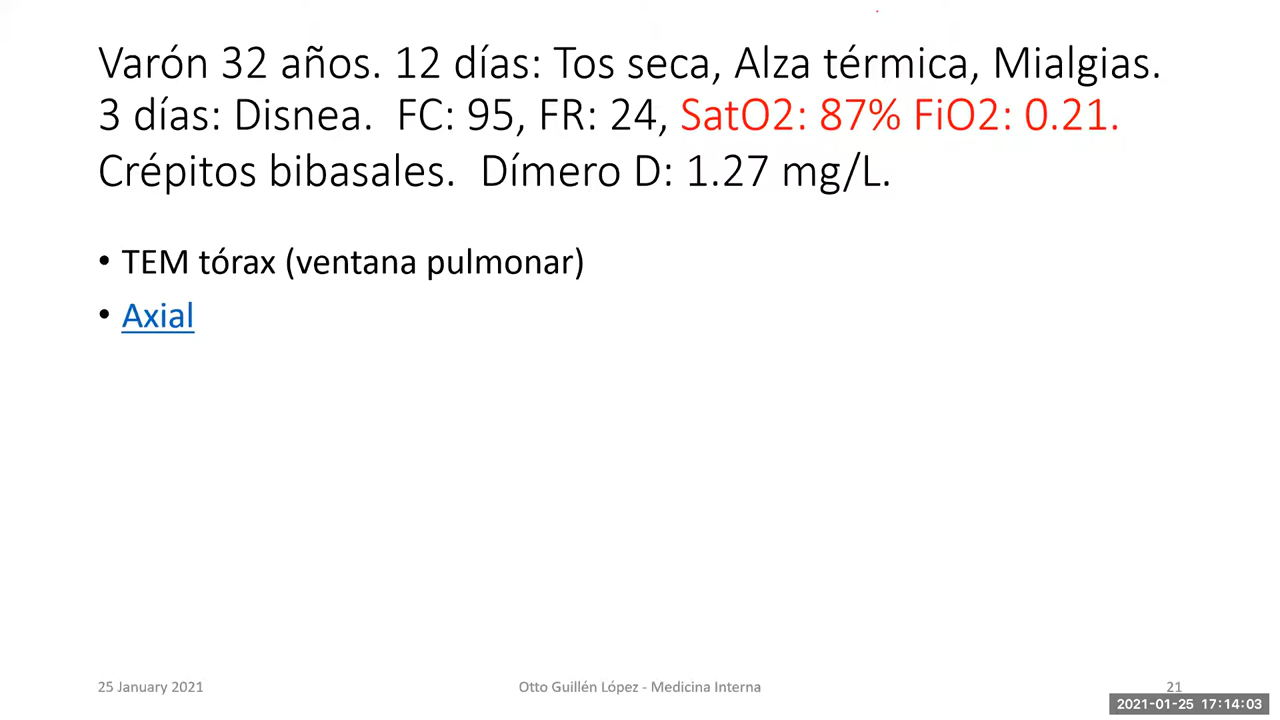 Varón 32 años. 12 días: Tos seca, Alza térmica, Mialgias.
3 días: Disnea. FC: 95, FR: 24, SatO2: 87% FiO2: 0.21.
Crépitos bibasales. Dímero D: 1.27 mg/L.
• TEM tórax (ventana pulmonar)
• Axial
25 January 2021
Otto Guillén López - Medicina Interna
21
2021-01-25 17:14:03